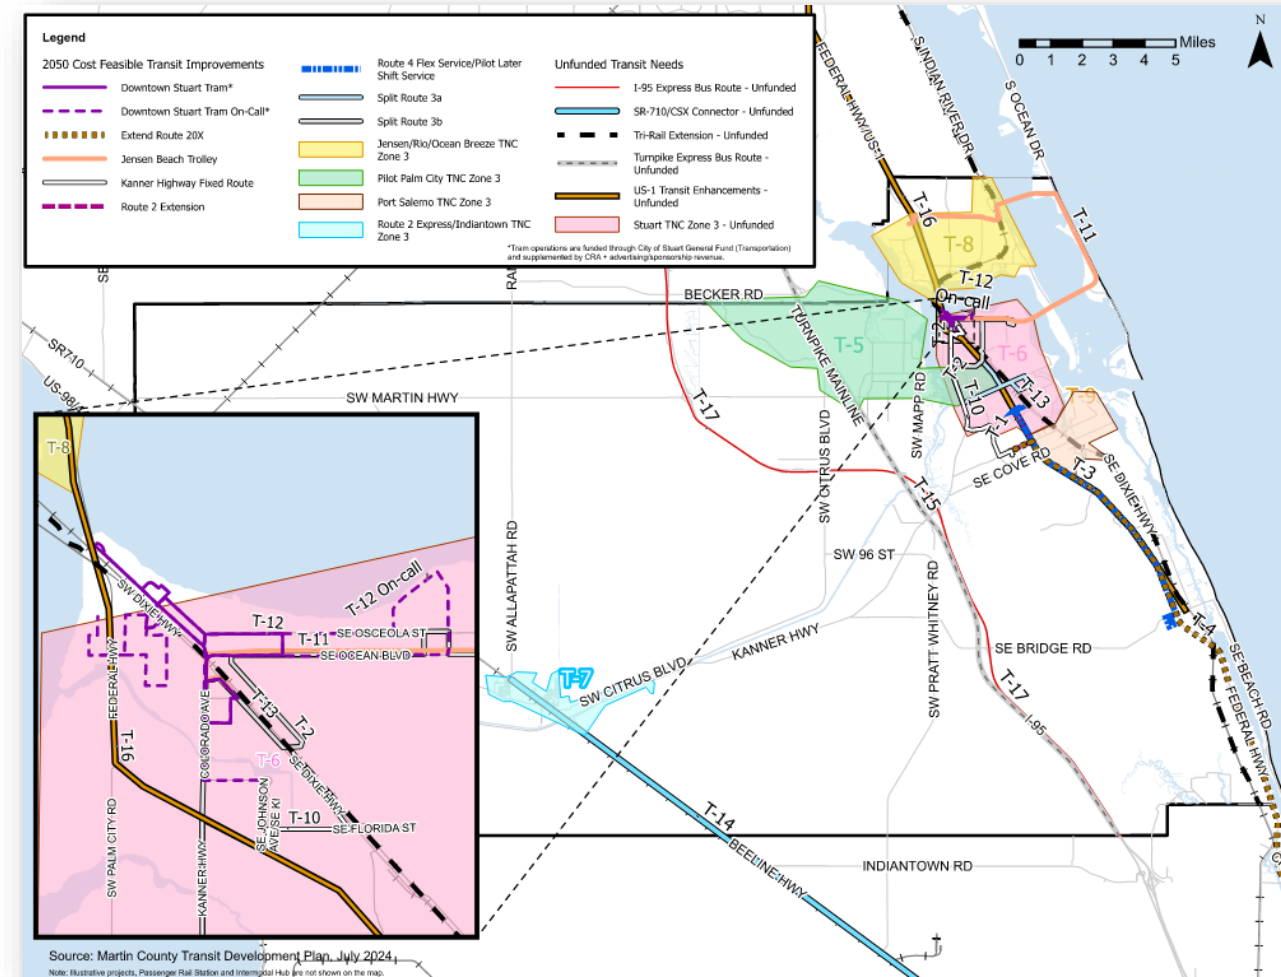 Legend
2050 Cost Feasible Transit Improvements
Downtown Stuart Tram*
Downtown Stuart Tram On-Call*
Extend Route 20X
Jensen Beach Trolley
Kanner Highway Fixed Route
Route 2 Extension
Route 4 Flex Service/Pilot Later
Shift Service
Split Route 3a
Split Route 3b
Jensen/Rio/Ocean Breeze TNC
Zone 3
Pilot Palm City TNC Zone 3
Port Salerno TNC Zone 3
Route 2 Express/Indiantown TNC
Zone 3
Unfunded Transit Needs
I-95 Express Bus Route - Unfunded
SR-710/CSX Connector - Unfunded
Tri-Rail Extension - Unfunded
Turnpike Express Bus Route -
Unfunded
US-1 Transit Enhancements -
Unfunded
Stuart TNC Zone 3 - Unfunded
*Tram operations are funded through City of Stuart General Fund (Transportation)
and supplemented by CRA + advertising/sponsorship revenue.
0 1 2 3 4 5 Miles
N
FEDERAL HWY/US-1
S INDIAN RIVER DR
S OCEAN DR
T-16
T-11
T-8
T-12
On-call
BECKER RD
TURNPIKE MAINLINE
T-5
T-2
T-6
T-2
T-13
T-10
T-9
T-1
SR710
US-98/
SW MARTIN HWY
T-17
SW CITRUS BLVD
SW MAPP RD
SE COVE RD
T-3
SE DIXIE HWY
T-15
SW ALLAPATTAH RD
SW 96 ST
SW PRATT WHITNEY RD
KANNER HWY
SE BRIDGE RD
T-4
SE BEACH RD
FEDERAL HWY
T-7
SW CITRUS BLVD
T-17
I-95
T-14
BEELINE HWY
INDIANTOWN RD
T-8
SW DIXIE HWY
T-12 On-call
T-12
SE OSCEOLA ST
T-11
SE OCEAN BLVD
FEDERAL HWY
T-16
COLORADO AVE
T-13
T-2
T-6
SE DIXIE HWY
SE JOHNSON
AVE/SE KI
T-10
SE FLORIDA ST
SW PALM CITY RD
KANNER HWY
Source: Martin County Transit Development Plan, July 2024
Note: Illustrative projects, Passenger Rail Station and Intermodal Hub are not shown on the map.